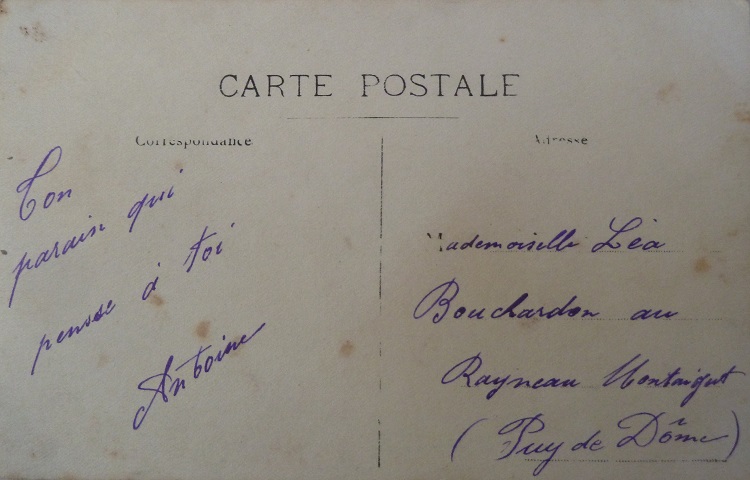 CARTE POSTALE
Correspondance
Adresse
Ton
parain qui
pense à toi
Antoine
Mademoiselle Léa
Bouchardon au
Rayneau Montaigut
(Puy de Dôme)